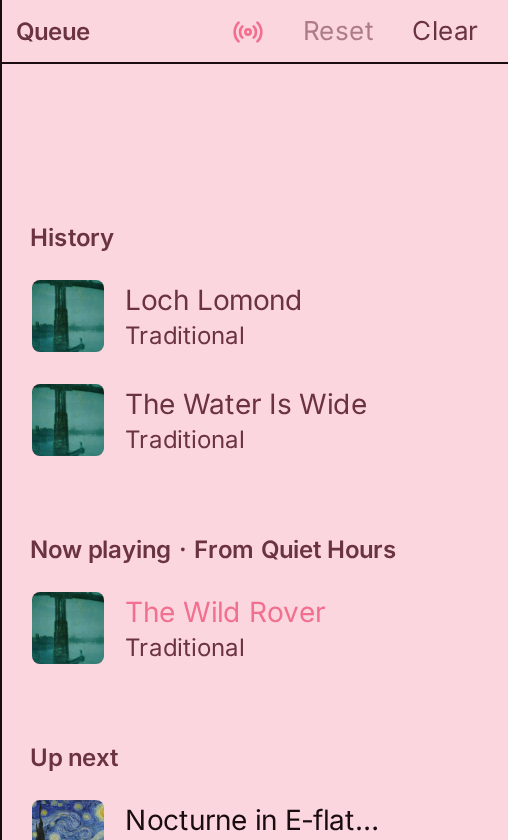 Queue Reset Clear
History
Loch Lomond
Traditional
The Water Is Wide
Traditional
Now playing · From Quiet Hours
The Wild Rover
Traditional
Up next
Nocturne in E-flat...